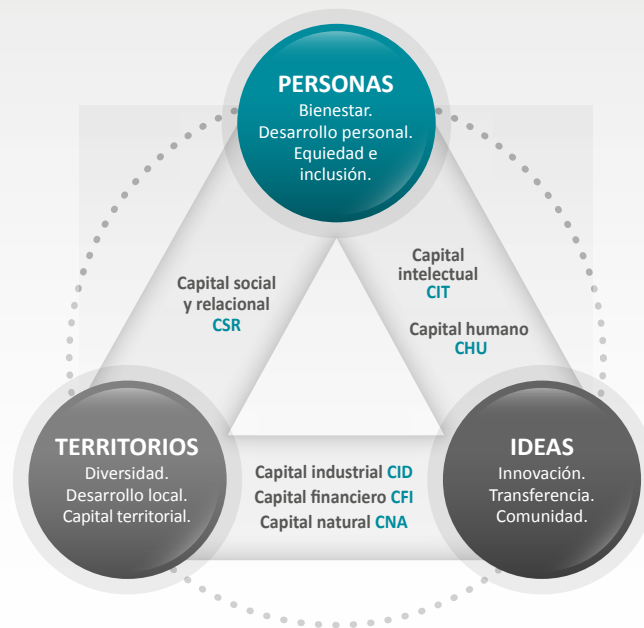 PERSONAS
Bienestar.
Desarrollo personal.
Equiedad e
inclusión.
Capital social
y relacional
CSR
Capital
intelectual
CIT
Capital humano
CHU
TERRITORIOS
Diversidad.
Desarrollo local.
Capital territorial.
Capital industrial CID
Capital financiero CFI
Capital natural CNA
IDEAS
Innovación.
Transferencia.
Comunidad.